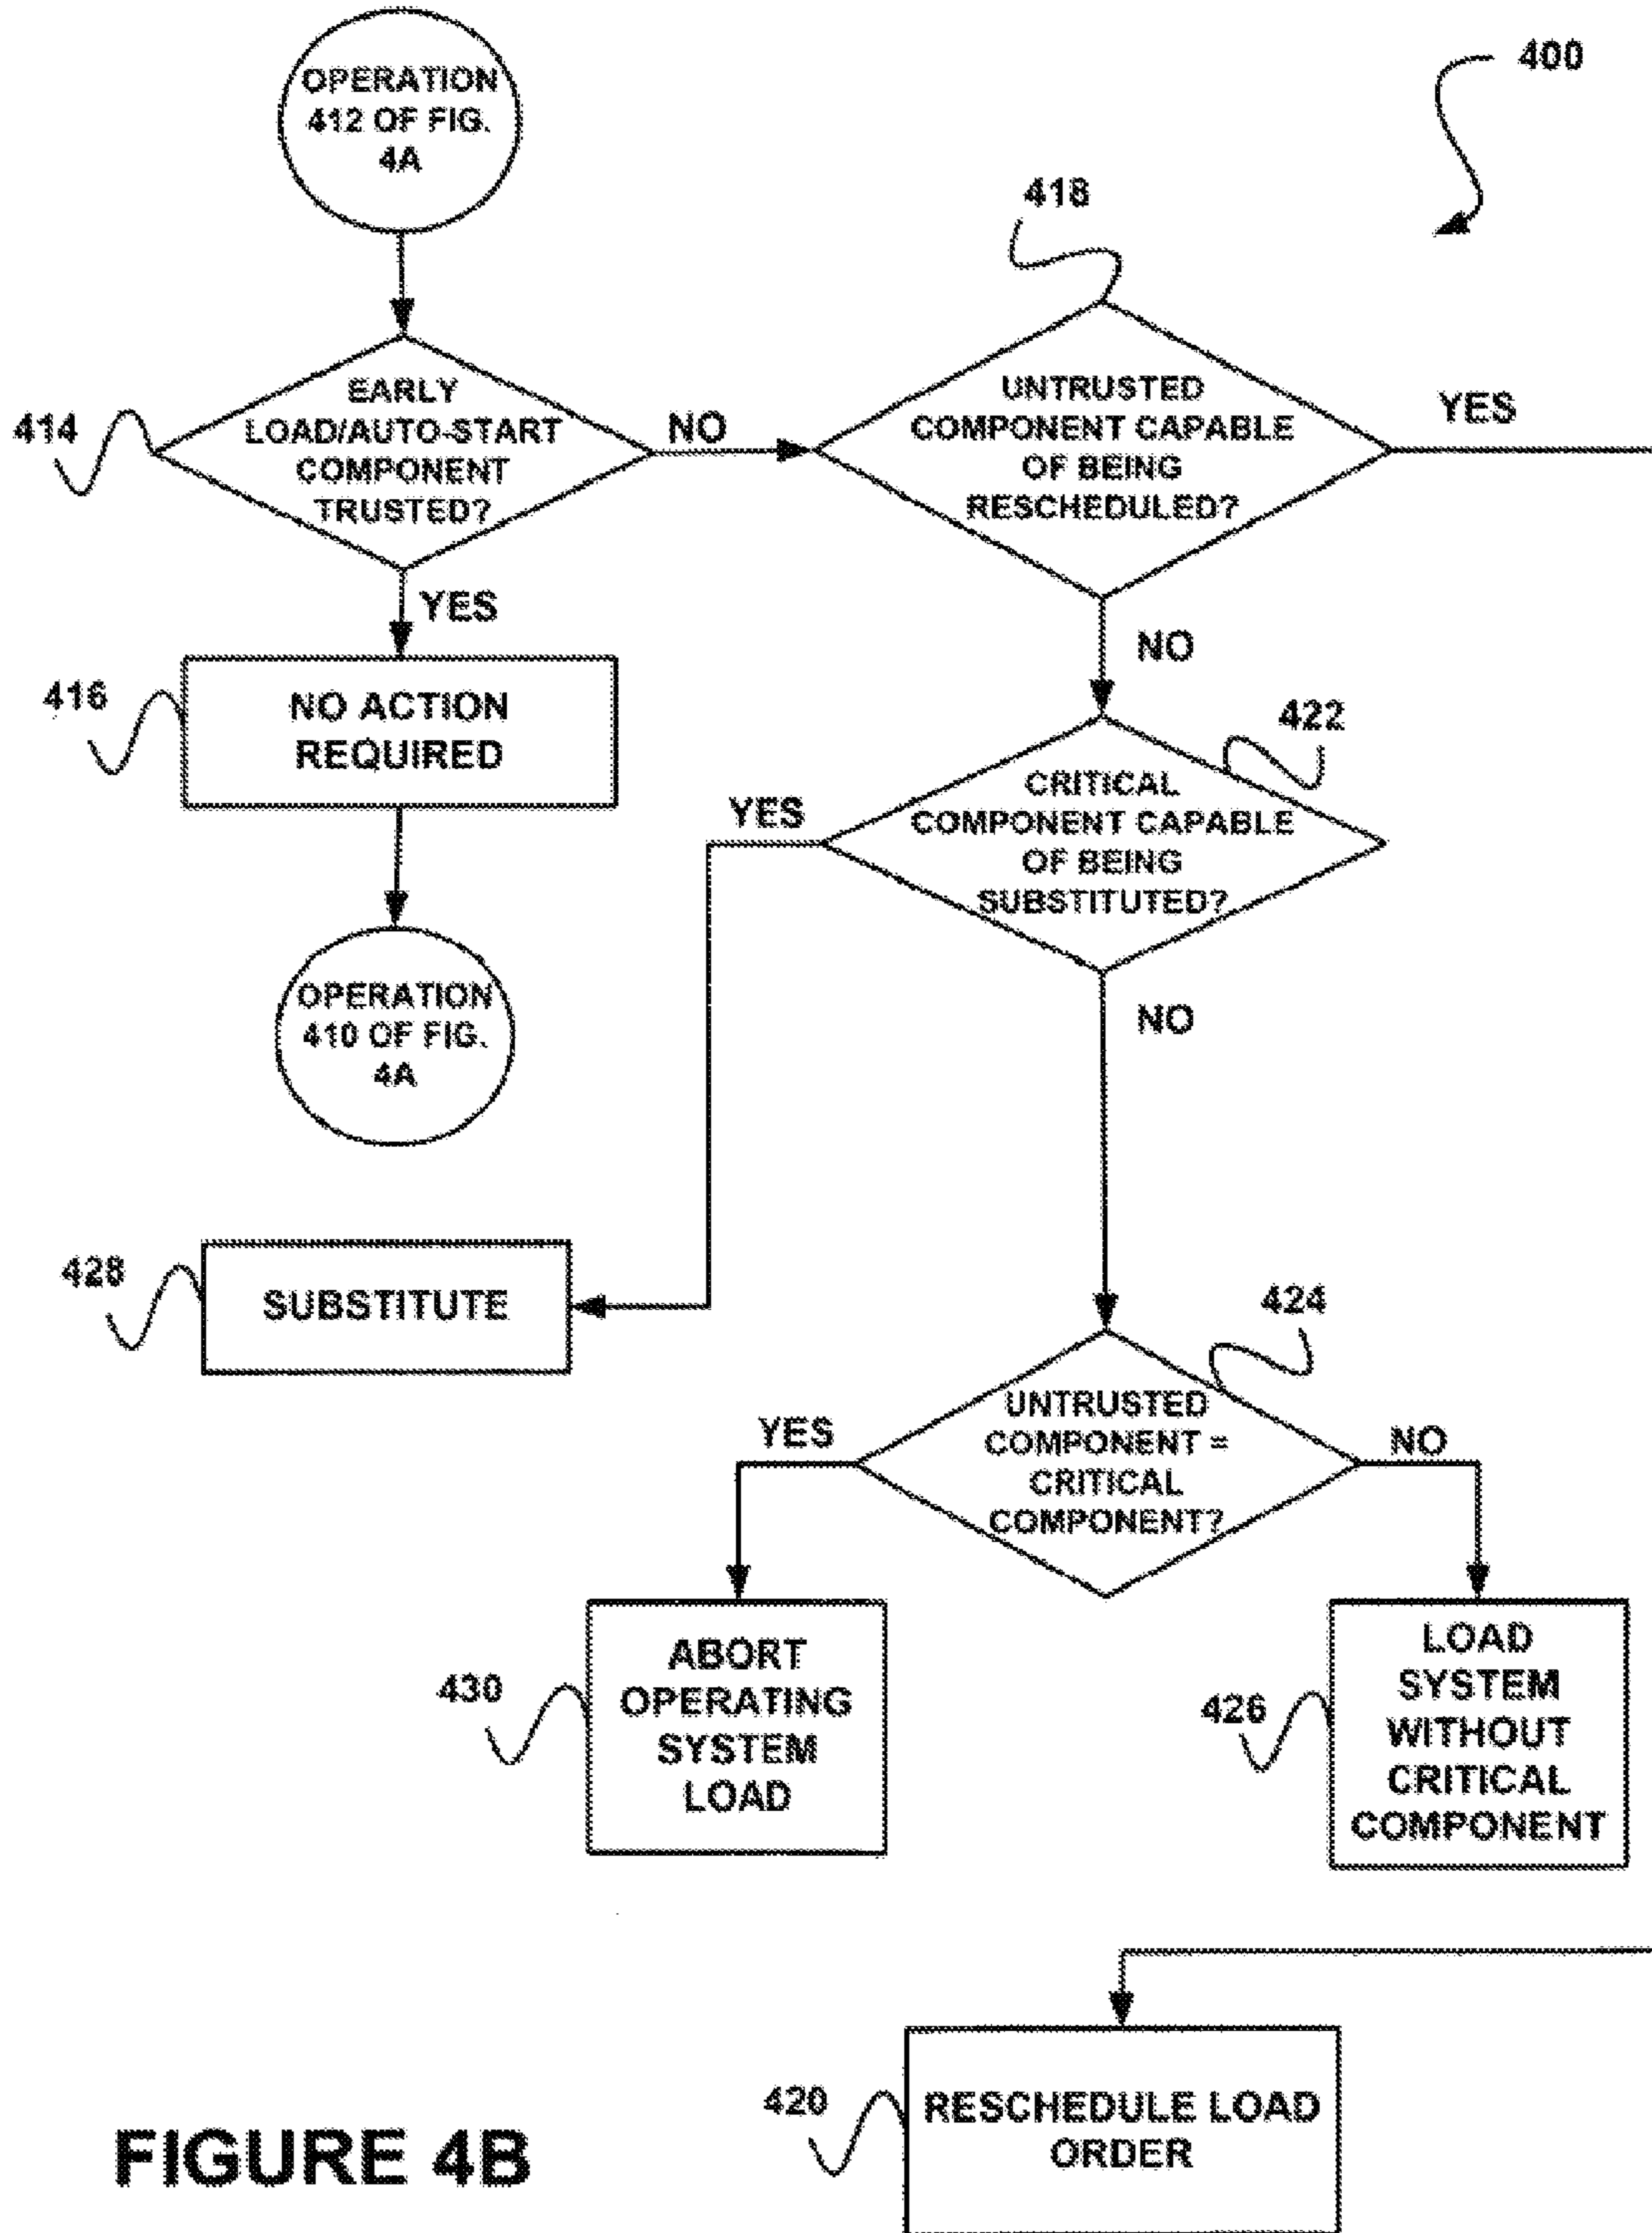 OPERATION
412 OF FIG.
4A
400
418
414
EARLY
LOAD/AUTO-START
COMPONENT
TRUSTED?
NO
UNTRUSTED
COMPONENT CAPABLE
OF BEING
RESCHEDULED?
YES
YES
NO
416
NO ACTION
REQUIRED
422
CRITICAL
COMPONENT CAPABLE
OF BEING
SUBSTITUTED?
YES
NO
OPERATION
410 OF FIG.
4A
428
SUBSTITUTE
424
UNTRUSTED
COMPONENT =
CRITICAL
COMPONENT?
YES
NO
430
ABORT
OPERATING
SYSTEM
LOAD
426
LOAD
SYSTEM
WITHOUT
CRITICAL
COMPONENT
420
RESCHEDULE LOAD
ORDER
FIGURE 4B